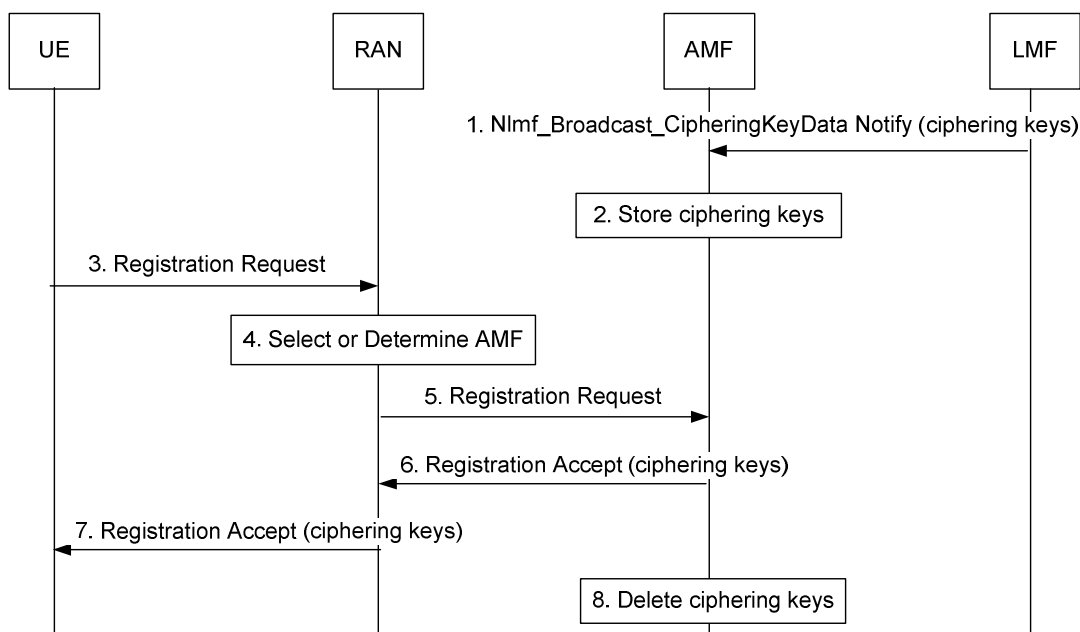 UE
RAN
AMF
LMF
1. Nlmf_Broadcast_CipheringKeyData Notify (ciphering keys)
2. Store ciphering keys
3. Registration Request
4. Select or Determine AMF
5. Registration Request
6. Registration Accept (ciphering keys)
7. Registration Accept (ciphering keys)
8. Delete ciphering keys